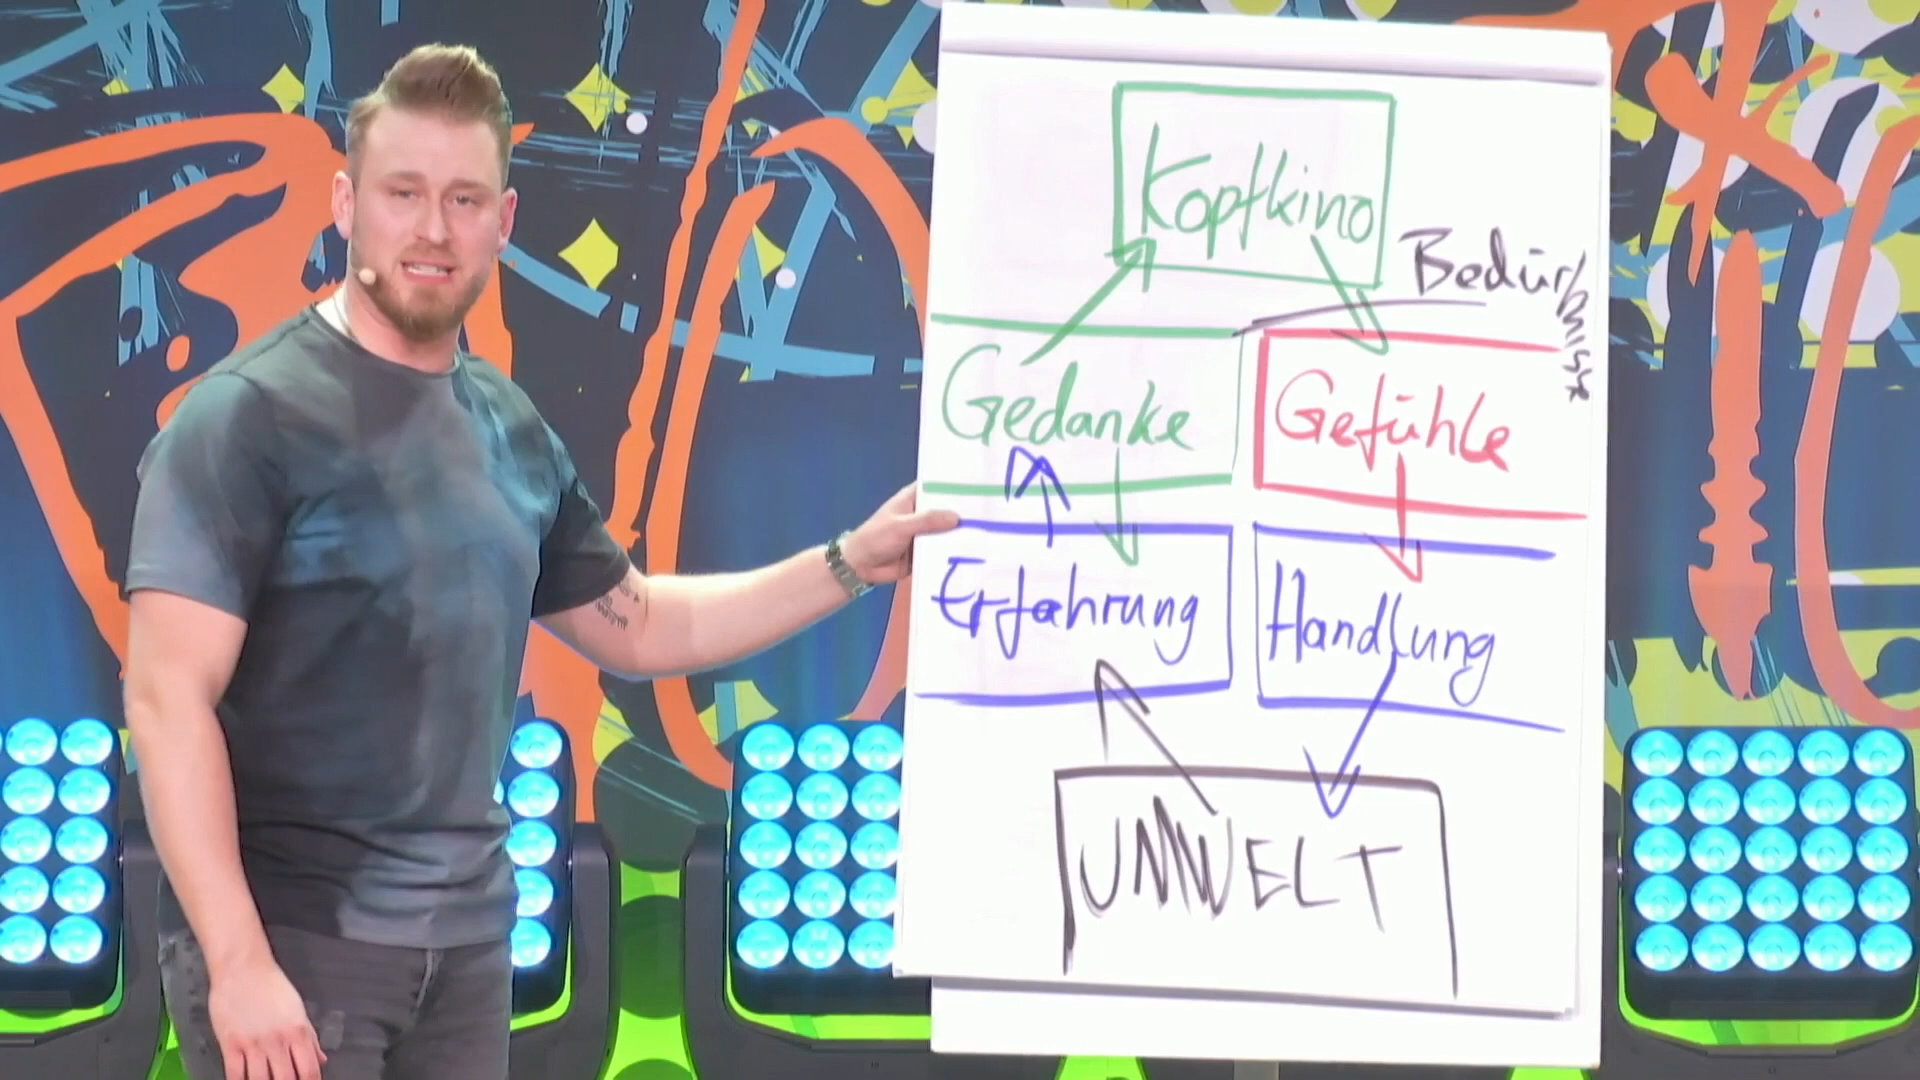 Kopfkino
Bedürfnisse
Gedanke
Gefühle
Erfahrung
Handlung
UMWELT